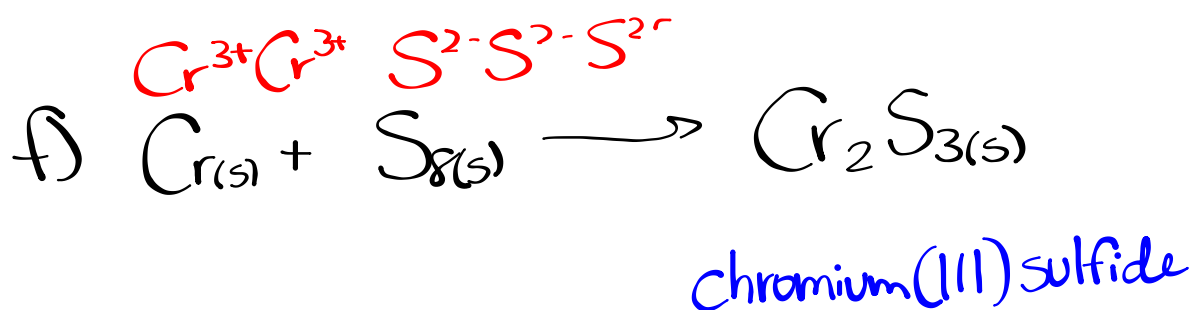 Cr³⁺Cr³⁺ S²⁻S²⁻S²⁻
f) Cr(s) + S₈(s) → Cr₂S₃(s)
chromium(III) sulfide